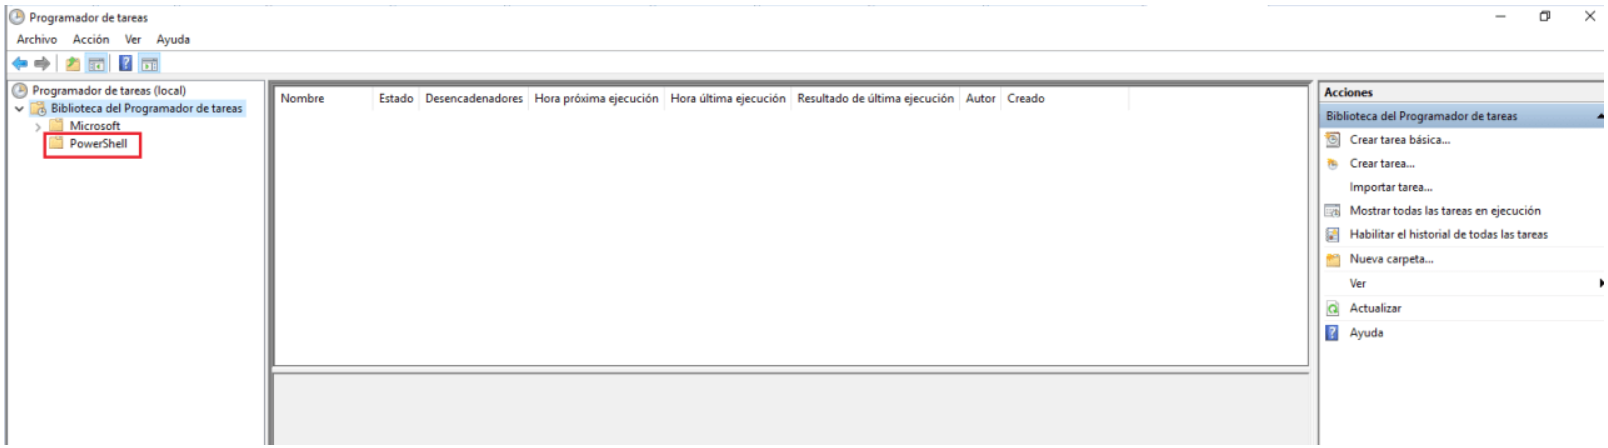 Programador de tareas
Archivo Acción Ver Ayuda
Programador de tareas (local)
Biblioteca del Programador de tareas
Microsoft
PowerShell
Nombre Estado Desencadenadores Hora próxima ejecución Hora última ejecución Resultado de última ejecución Autor Creado
Acciones
Biblioteca del Programador de tareas
Crear tarea básica...
Crear tarea...
Importar tarea...
Mostrar todas las tareas en ejecución
Habilitar el historial de todas las tareas
Nueva carpeta...
Ver
Actualizar
Ayuda